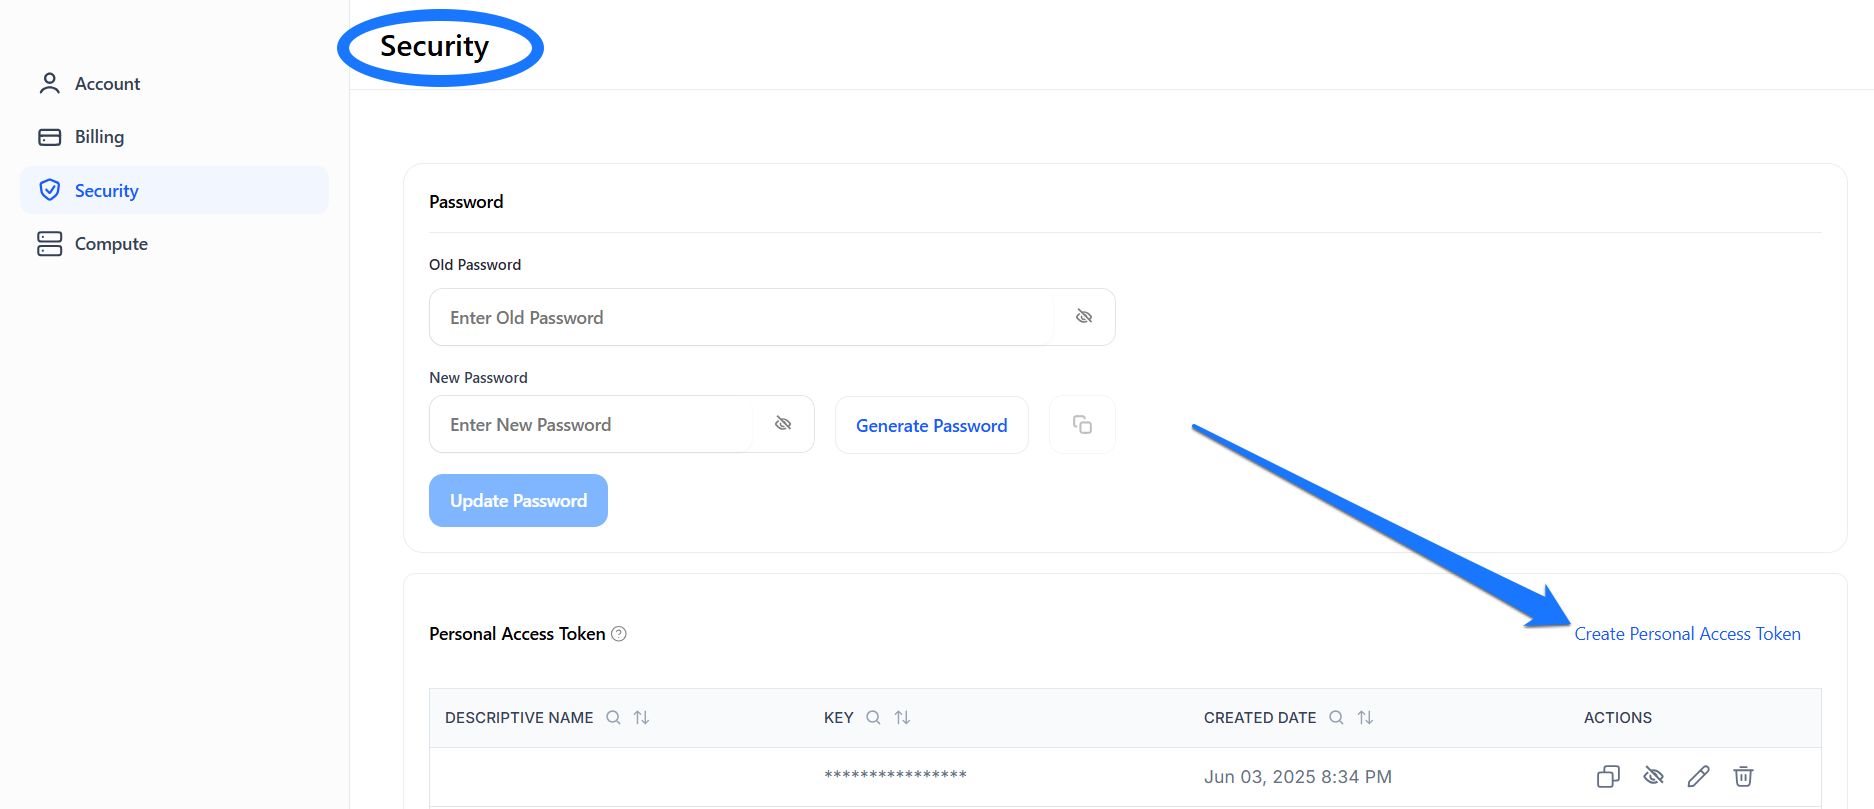 Security
Account
Billing
Security
Compute
Password
Old Password
Enter Old Password
New Password
Enter New Password
Generate Password
Update Password
Personal Access Token ?
Create Personal Access Token
DESCRIPTIVE NAME KEY CREATED DATE ACTIONS
**************** Jun 03, 2025 8:34 PM